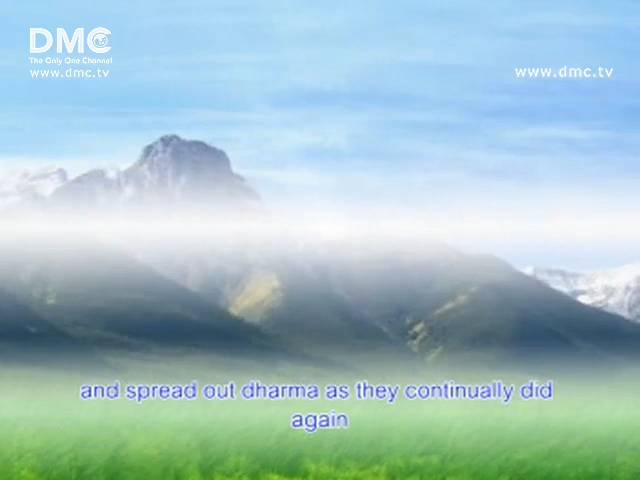 DMC
The Only One Channel
www.dmc.tv
www.dmc.tv
and spread out dharma as they continually did
again